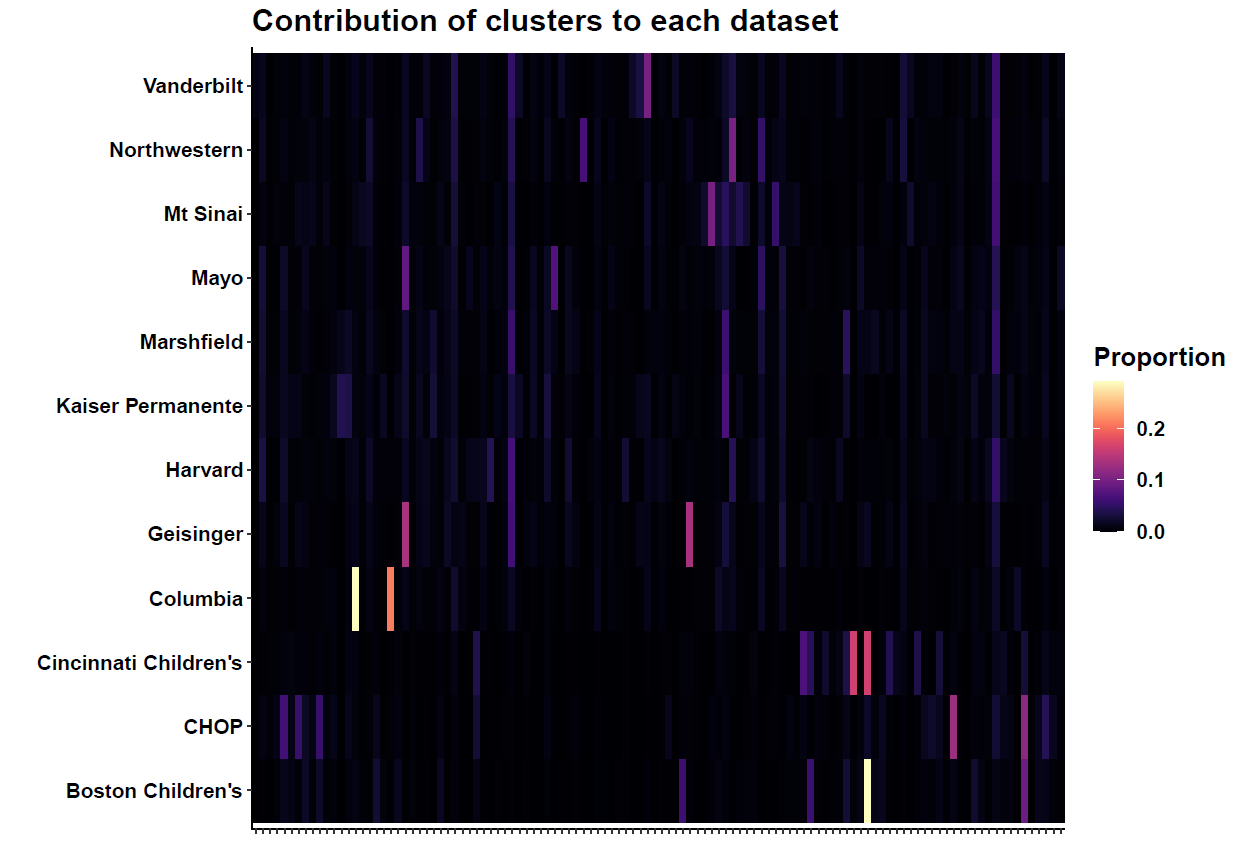 Contribution of clusters to each dataset
Vanderbilt
Northwestern
Mt Sinai
Mayo
Marshfield
Kaiser Permanente
Harvard
Geisinger
Columbia
Cincinnati Children's
CHOP
Boston Children's
Proportion
0.2
0.1
0.0